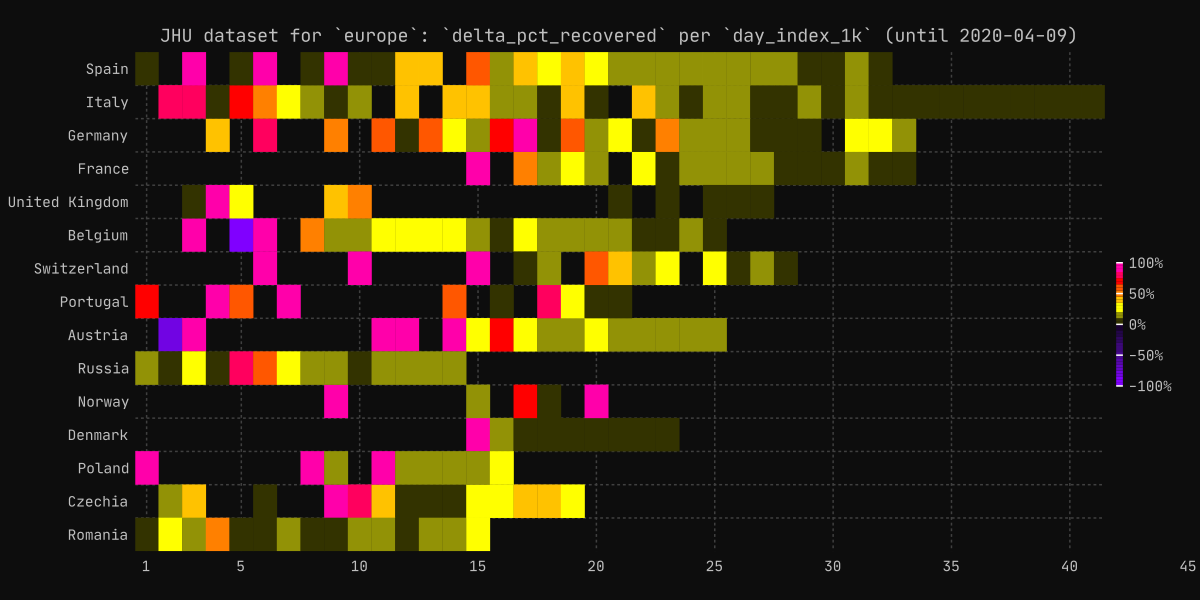 JHU dataset for `europe`: `delta_pct_recovered` per `day_index_1k` (until 2020-04-09)
Spain
Italy
Germany
France
United Kingdom
Belgium
Switzerland
Portugal
Austria
Russia
Norway
Denmark
Poland
Czechia
Romania
100%
50%
0%
-50%
-100%
1 5 10 15 20 25 30 35 40 45